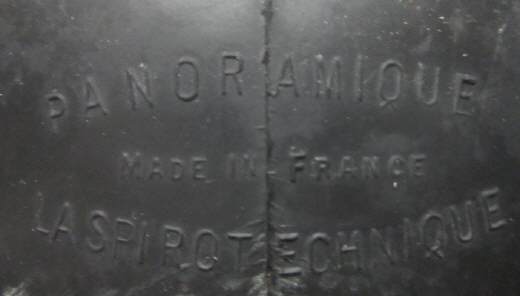 PANORAMIQUE
MADE IN FRANCE
LA SPIROTECHNIQUE